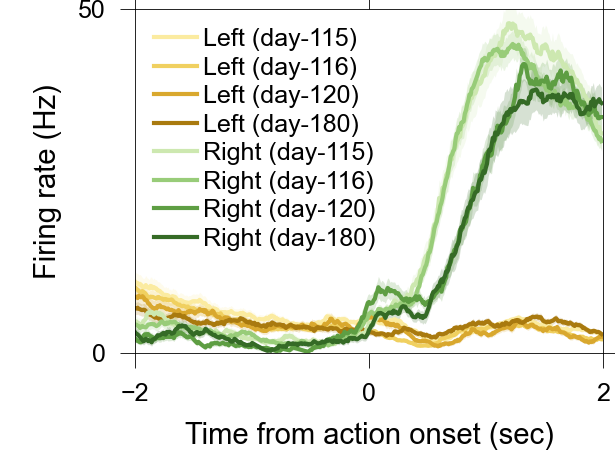 50
Left (day-115)
Left (day-116)
Left (day-120)
Left (day-180)
Right (day-115)
Right (day-116)
Right (day-120)
Right (day-180)
Firing rate (Hz)
0
−2 0 2
Time from action onset (sec)